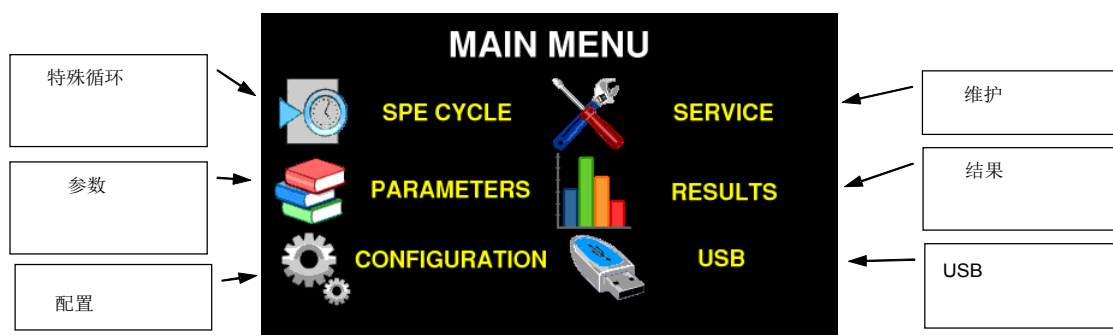 MAIN MENU
特殊循环
SPE CYCLE
SERVICE
维护
参数
PARAMETERS
RESULTS
结果
配置
CONFIGURATION
USB
USB